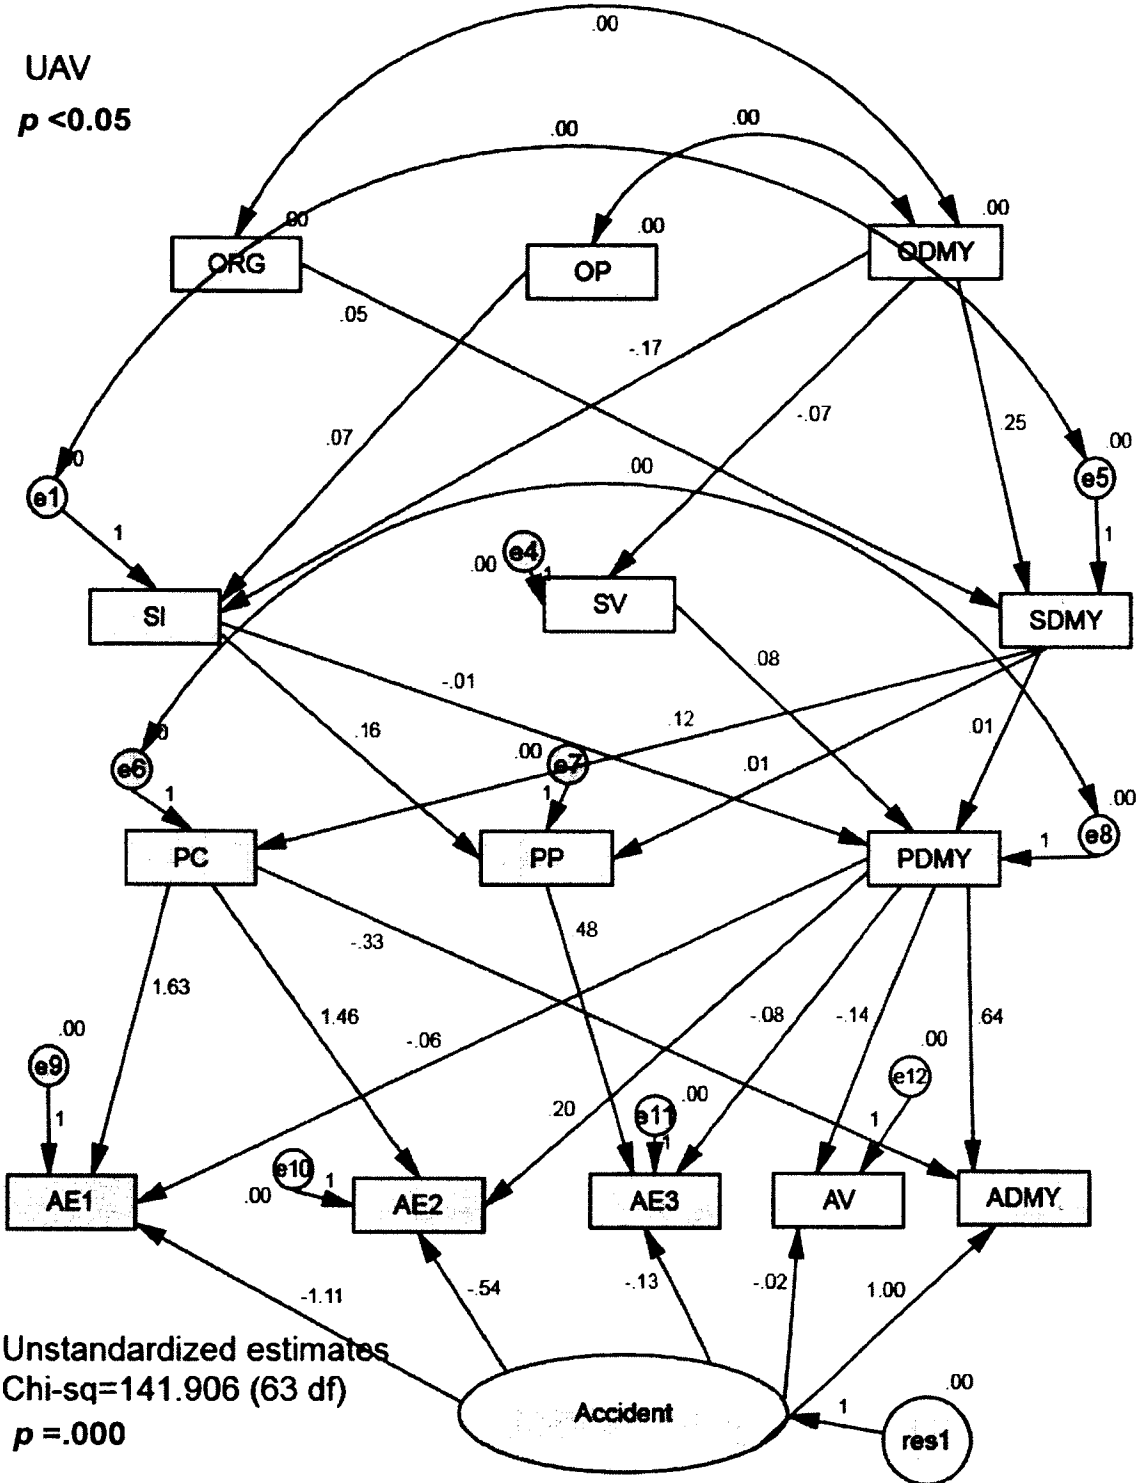 .00
UAV
p <0.05
.00
.00
.00
.00
.00
ORG
OP
ODMY
.05
-.17
-.07
.25
.07
.00
.00
e1
e5
1
1
.00
e4
1
SI
SV
SDMY
-.01
.08
.16
.12
.01
.00
.01
e6
e7
.00
1
1
e8
1
PC
PP
PDMY
-.33
.48
1.63
1.46
-.06
-.08
-.14
.64
.00
.00
e9
e12
.20
.00
1
e11
1
1
e10
1
.00
AE1
AE2
AE3
AV
ADMY
-1.11
-.54
-.13
-.02
1.00
Unstandardized estimates
Chi-sq=141.906 (63 df)
p =.000
Accident
.00
1
res1